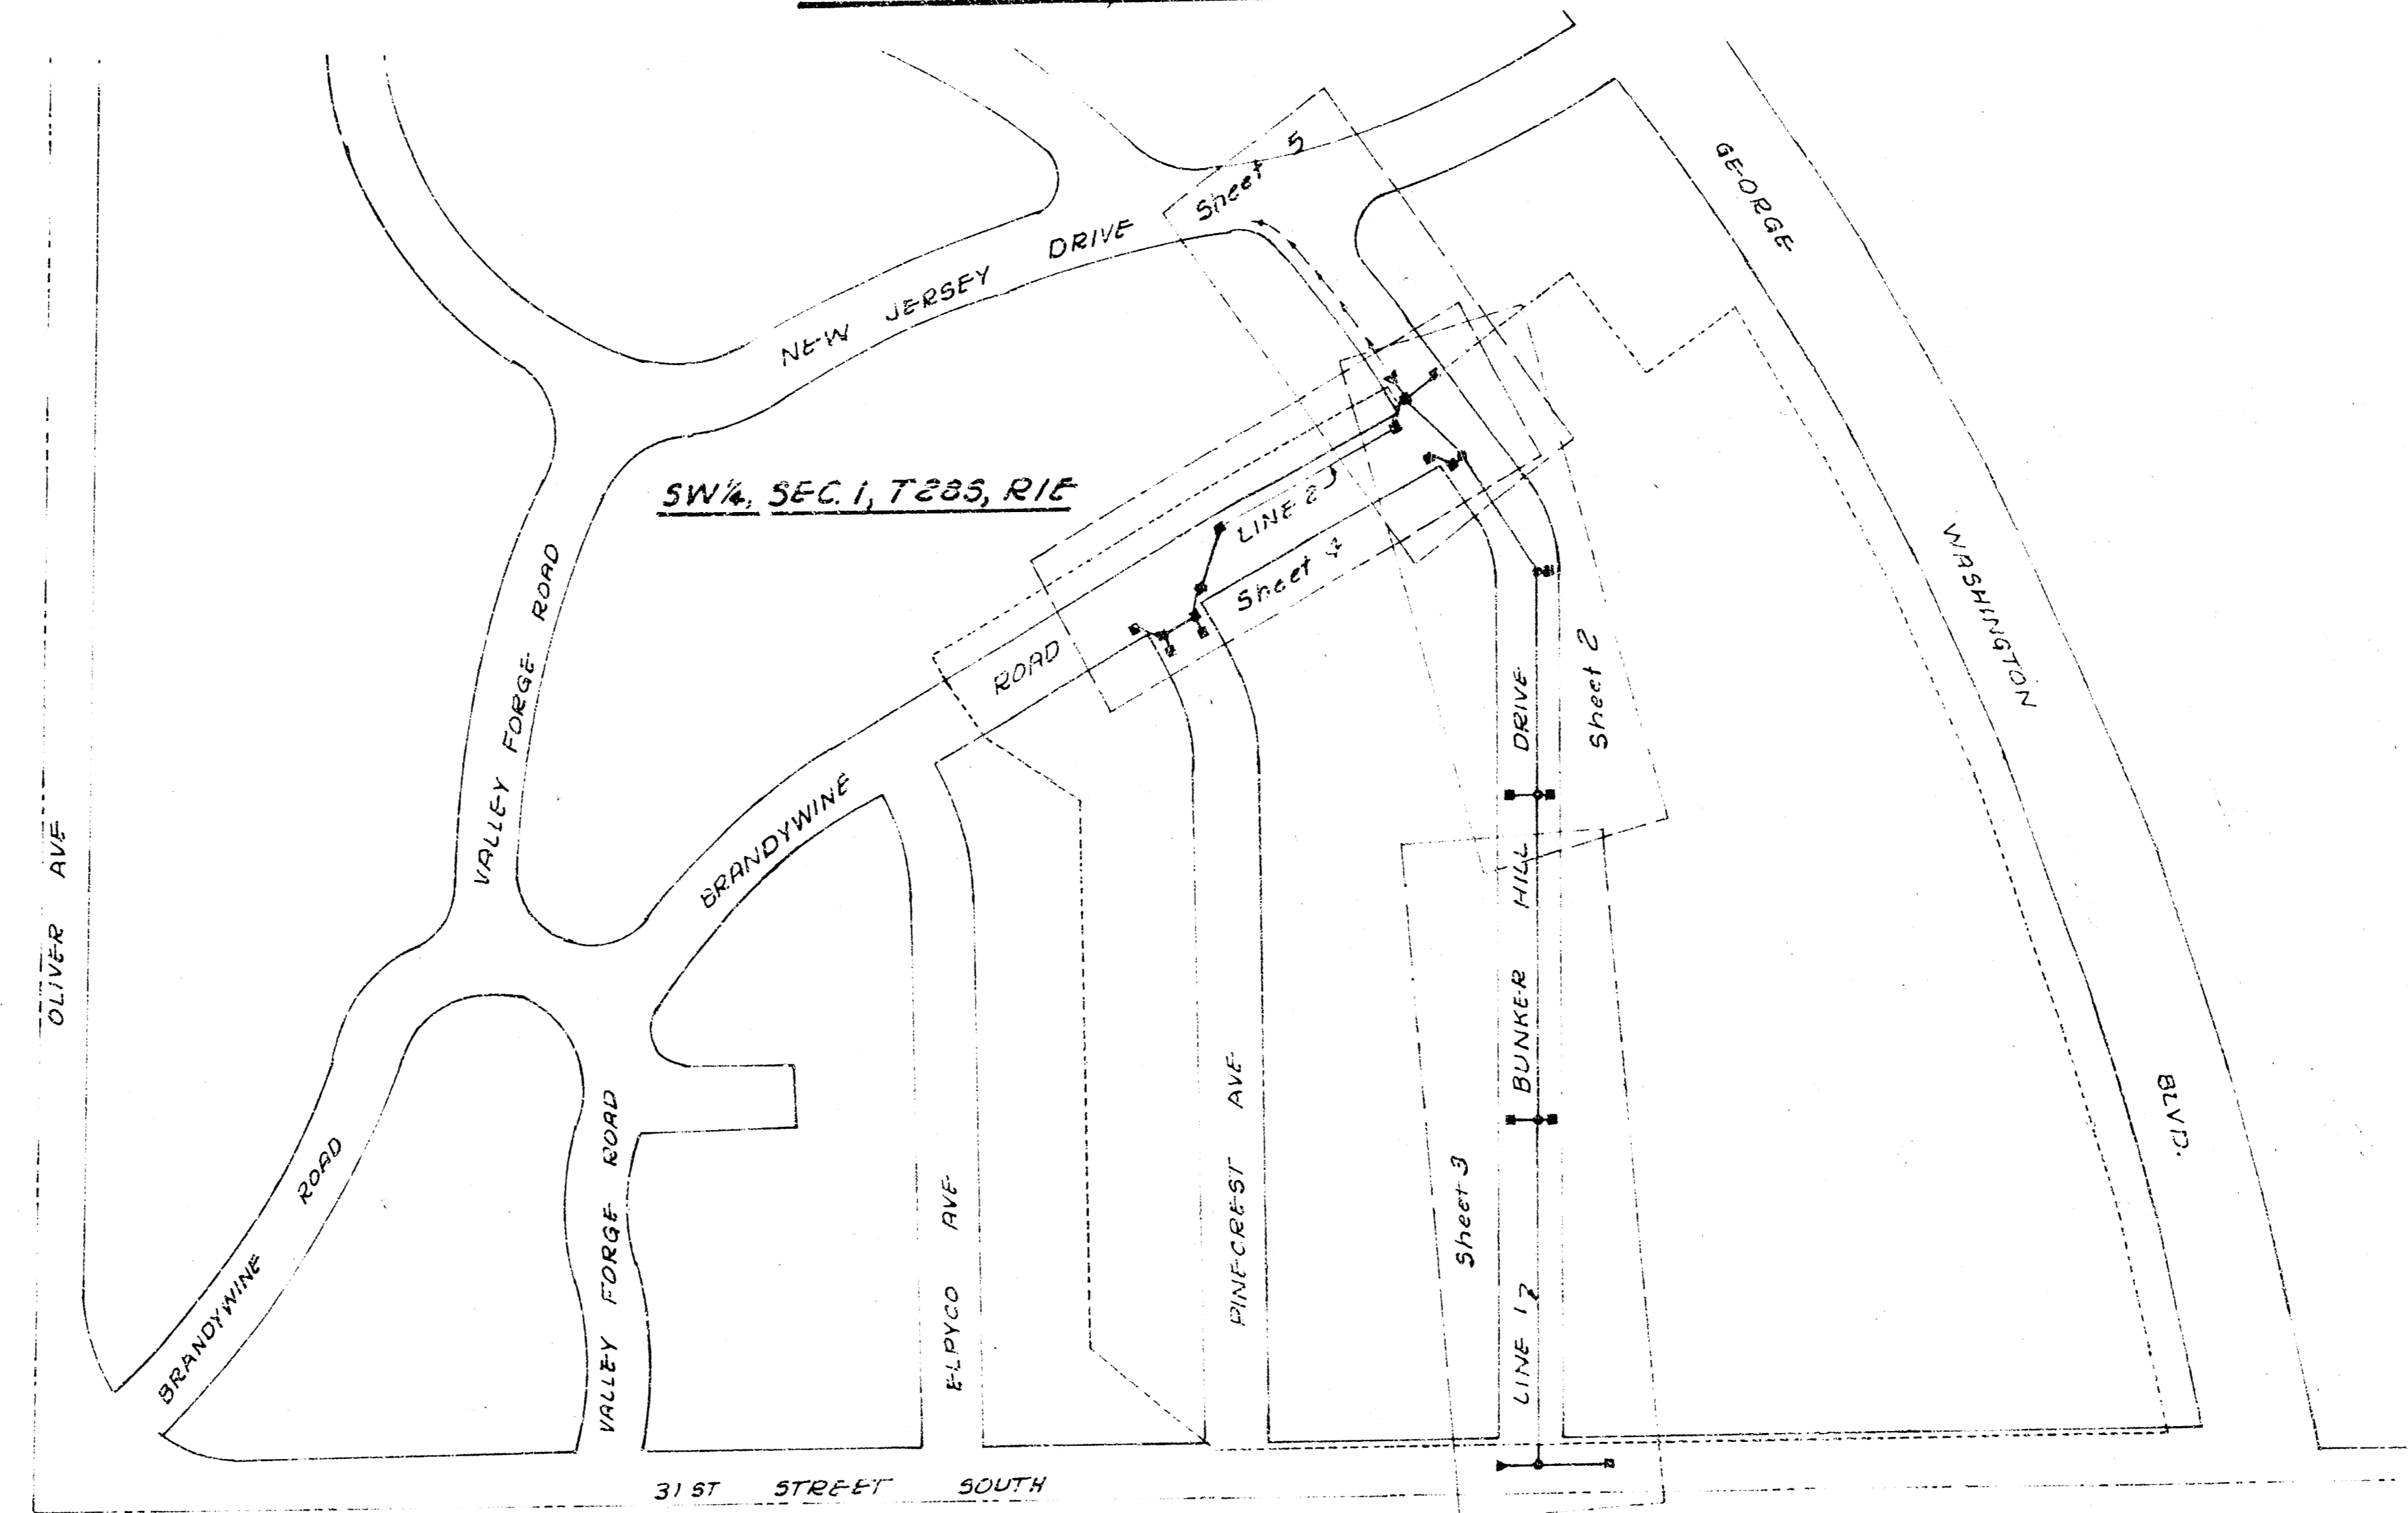 Sheet 5
GEORGE
WASHINGTON
BLVD.
NEW JERSEY DRIVE
SW¼, SEC. 1, T28S, R1E
LINE 2
Sheet 4
VALLEY FORGE ROAD
BRANDYWINE ROAD
Sheet 2
BUNKER HILL DRIVE
OLIVER AVE
BRANDYWINE ROAD
VALLEY FORGE ROAD
ELPYCO AVE
PINECREST AVE
Sheet 3
LINE 1
31ST STREET SOUTH